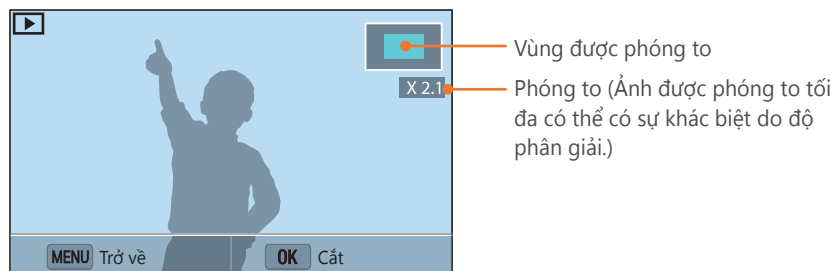 Vùng được phóng to
X 2.1
Phóng to (Ảnh được phóng to tối
đa có thể có sự khác biệt do độ
phân giải.)
MENU Trở về
OK Cắt